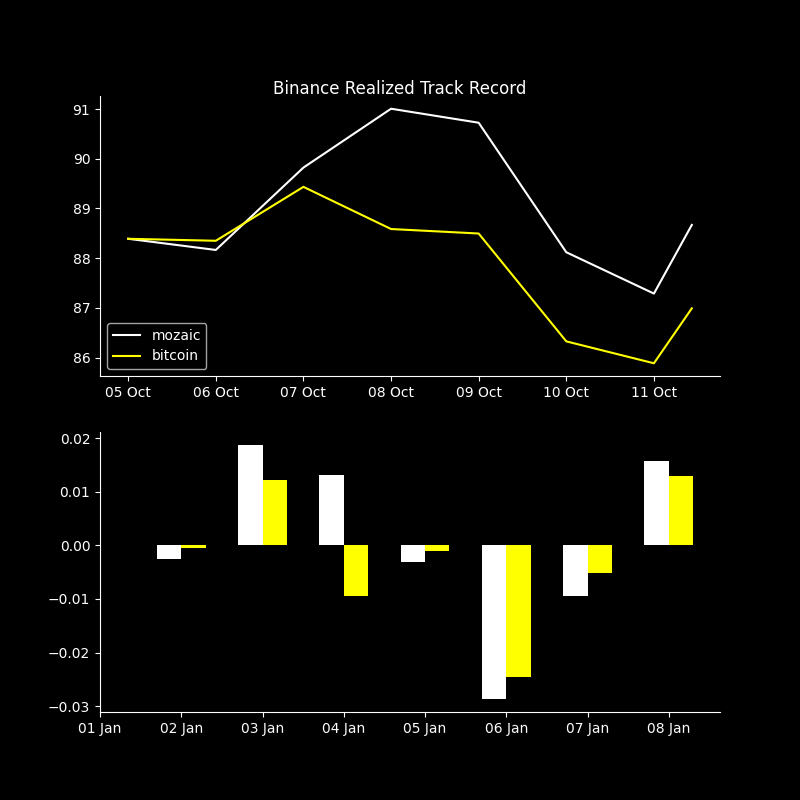 Binance Realized Track Record
91
90
89
88
87
86
mozaic
bitcoin
05 Oct 06 Oct 07 Oct 08 Oct 09 Oct 10 Oct 11 Oct
0.02
0.01
0.00
−0.01
−0.02
−0.03
01 Jan 02 Jan 03 Jan 04 Jan 05 Jan 06 Jan 07 Jan 08 Jan